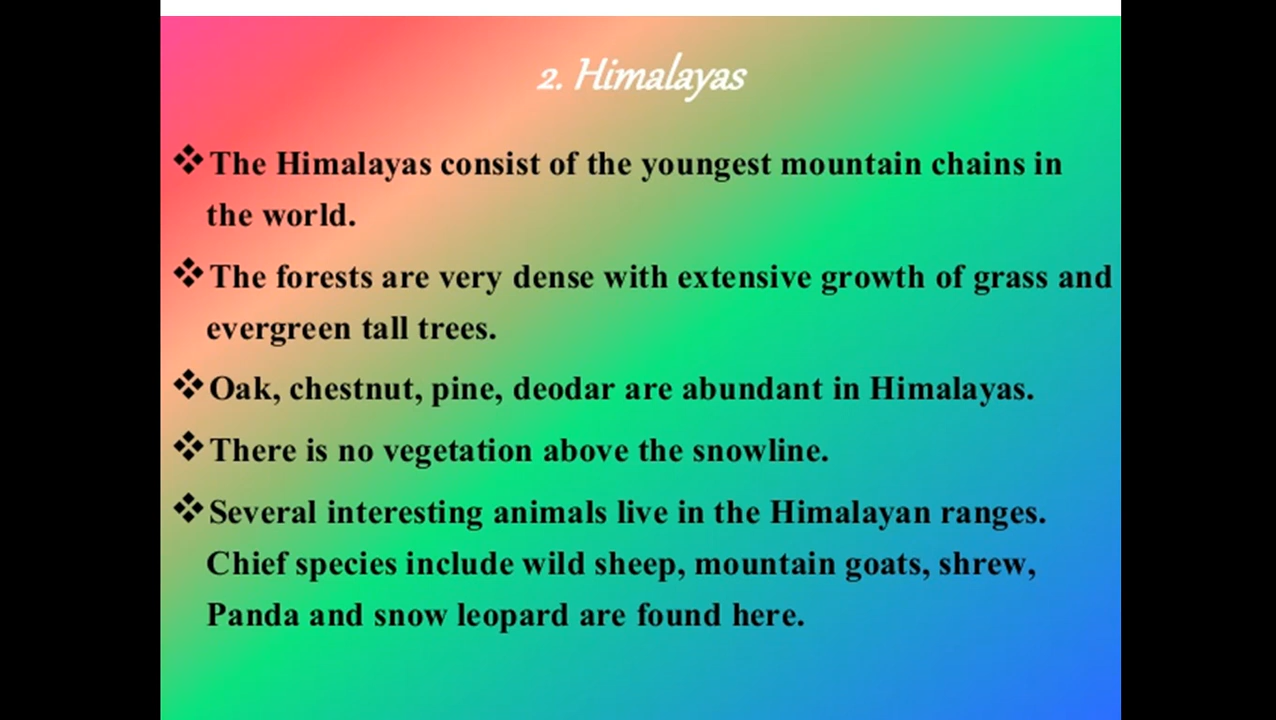 2. Himalayas
❖The Himalayas consist of the youngest mountain chains in
the world.
❖The forests are very dense with extensive growth of grass and
evergreen tall trees.
❖Oak, chestnut, pine, deodar are abundant in Himalayas.
❖There is no vegetation above the snowline.
❖Several interesting animals live in the Himalayan ranges.
Chief species include wild sheep, mountain goats, shrew,
Panda and snow leopard are found here.